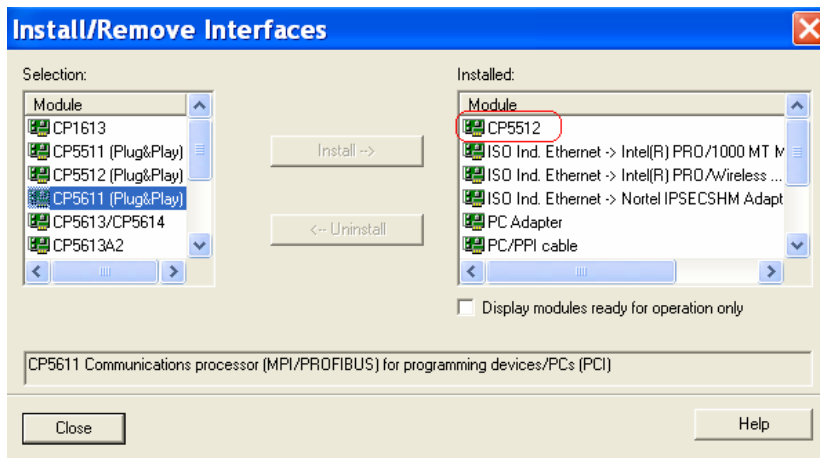 Install/Remove Interfaces
Selection:
Module
CP1613
CP5511 (Plug&Play)
CP5512 (Plug&Play)
CP5611 (Plug&Play)
CP5613/CP5614
CP5613A2
Install -->
<-- Uninstall
Installed:
Module
CP5512
ISO Ind. Ethernet -> Intel(R) PRO/1000 MT M
ISO Ind. Ethernet -> Intel(R) PRO/Wireless ...
ISO Ind. Ethernet -> Nortel IPSECSHM Adapt
PC Adapter
PC/PPI cable
Display modules ready for operation only
CP5611 Communications processor (MPI/PROFIBUS) for programming devices/PCs (PCI)
Close
Help